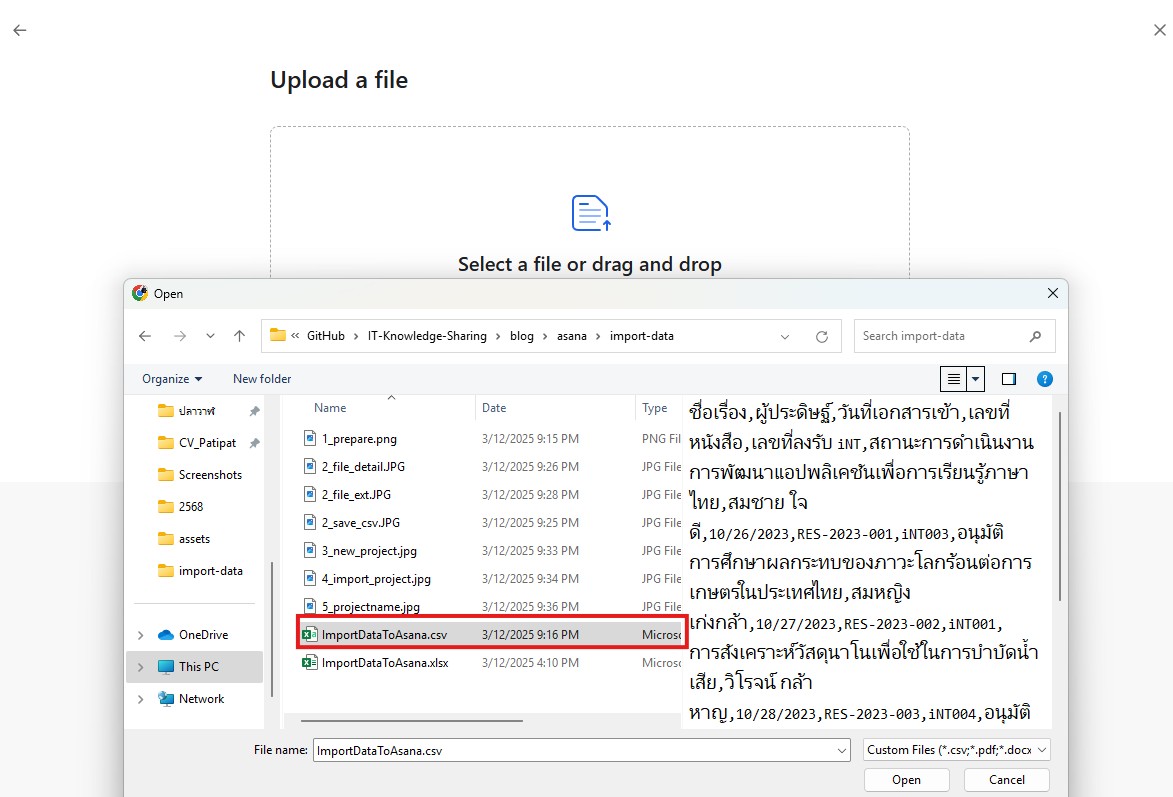 Upload a file
Select a file or drag and drop
Open
« GitHub › IT-Knowledge-Sharing › blog › asana › import-data
Search import-data
Organize
New folder
?
ปลาวาฬ
CV_Patipat
Screenshots
2568
assets
import-data
OneDrive
This PC
Network
Name Date Type
1_prepare.png 3/12/2025 9:15 PM PNG Fil
2_file_detail.JPG 3/12/2025 9:26 PM JPG File
2_file_ext.JPG 3/12/2025 9:28 PM JPG File
2_save_csv.JPG 3/12/2025 9:25 PM JPG File
3_new_project.jpg 3/12/2025 9:33 PM JPG File
4_import_project.jpg 3/12/2025 9:34 PM JPG File
5_projectname.jpg 3/12/2025 9:36 PM JPG File
ImportDataToAsana.csv 3/12/2025 9:16 PM Microso
ImportDataToAsana.xlsx 3/12/2025 4:10 PM Microso
ชื่อเรื่อง,ผู้ประดิษฐ์,วันที่เอกสารเข้า,เลขที่
หนังสือ,เลขที่ลงรับ iNT,สถานะการดำเนินงาน
การพัฒนาแอปพลิเคชันเพื่อการเรียนรู้ภาษา
ไทย,สมชาย ใจ
ดี,10/26/2023,RES-2023-001,iNT003,อนุมัติ
การศึกษาผลกระทบของภาวะโลกร้อนต่อการ
เกษตรในประเทศไทย,สมหญิง
เก่งกล้า,10/27/2023,RES-2023-002,iNT001,
การสังเคราะห์วัสดุนาโนเพื่อใช้ในการบำบัดน้ำ
เสีย,วิโรจน์ กล้า
หาญ,10/28/2023,RES-2023-003,iNT004,อนุมัติ
File name: ImportDataToAsana.csv
Custom Files (*.csv;*.pdf;*.docx
Open
Cancel